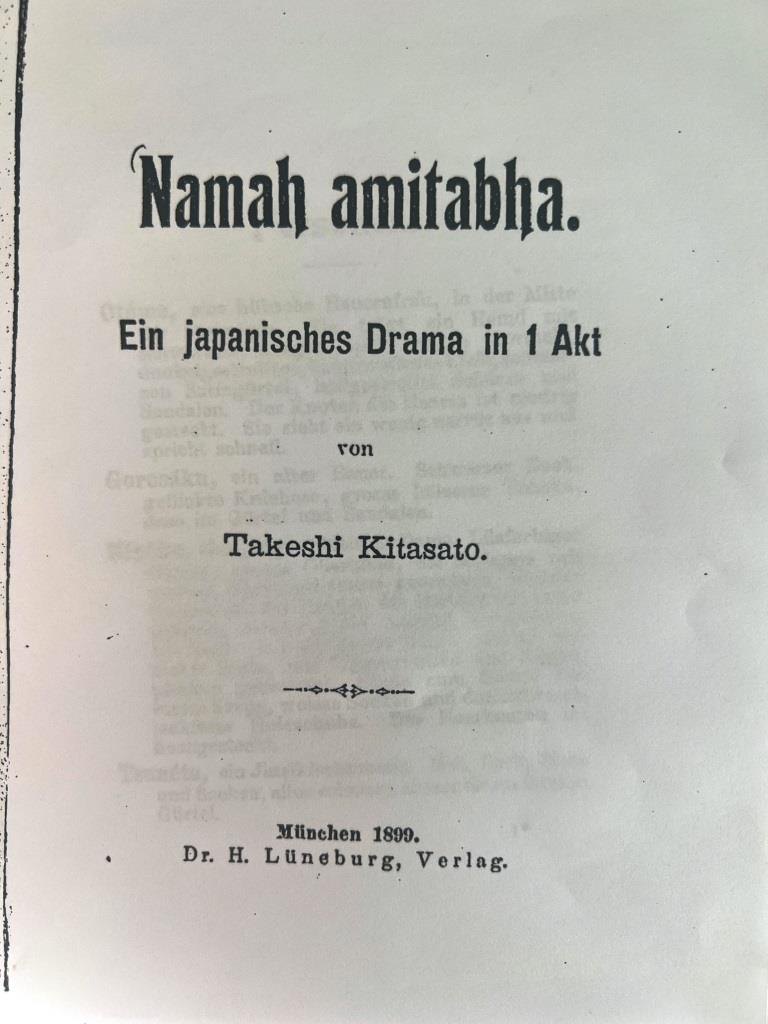 Namaḥ amitabha.
Ein japanisches Drama in 1 Akt
von
Takeshi Kitasato.
München 1899.
Dr. H. Lüneburg, Verlag.